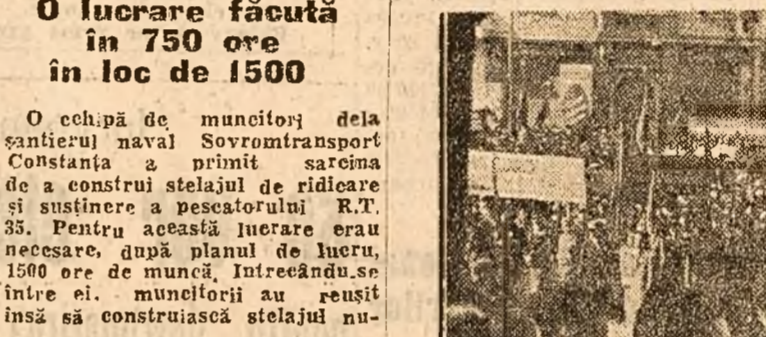 O lucrare făcută
în 750 ore
în loc de 1500
O echipă de muncitori dela
șantierul naval Sovromtransport
Constanța a primit sarcina
de a construi stelajul de ridicare
și susținere a pescatorului R.T.
35. Pentru această lucrare erau
necesare, după planul de lucru,
1500 ore de muncă. Intrecându-se
între ei, muncitorii au reușit
însă să construiască stelajul nu-